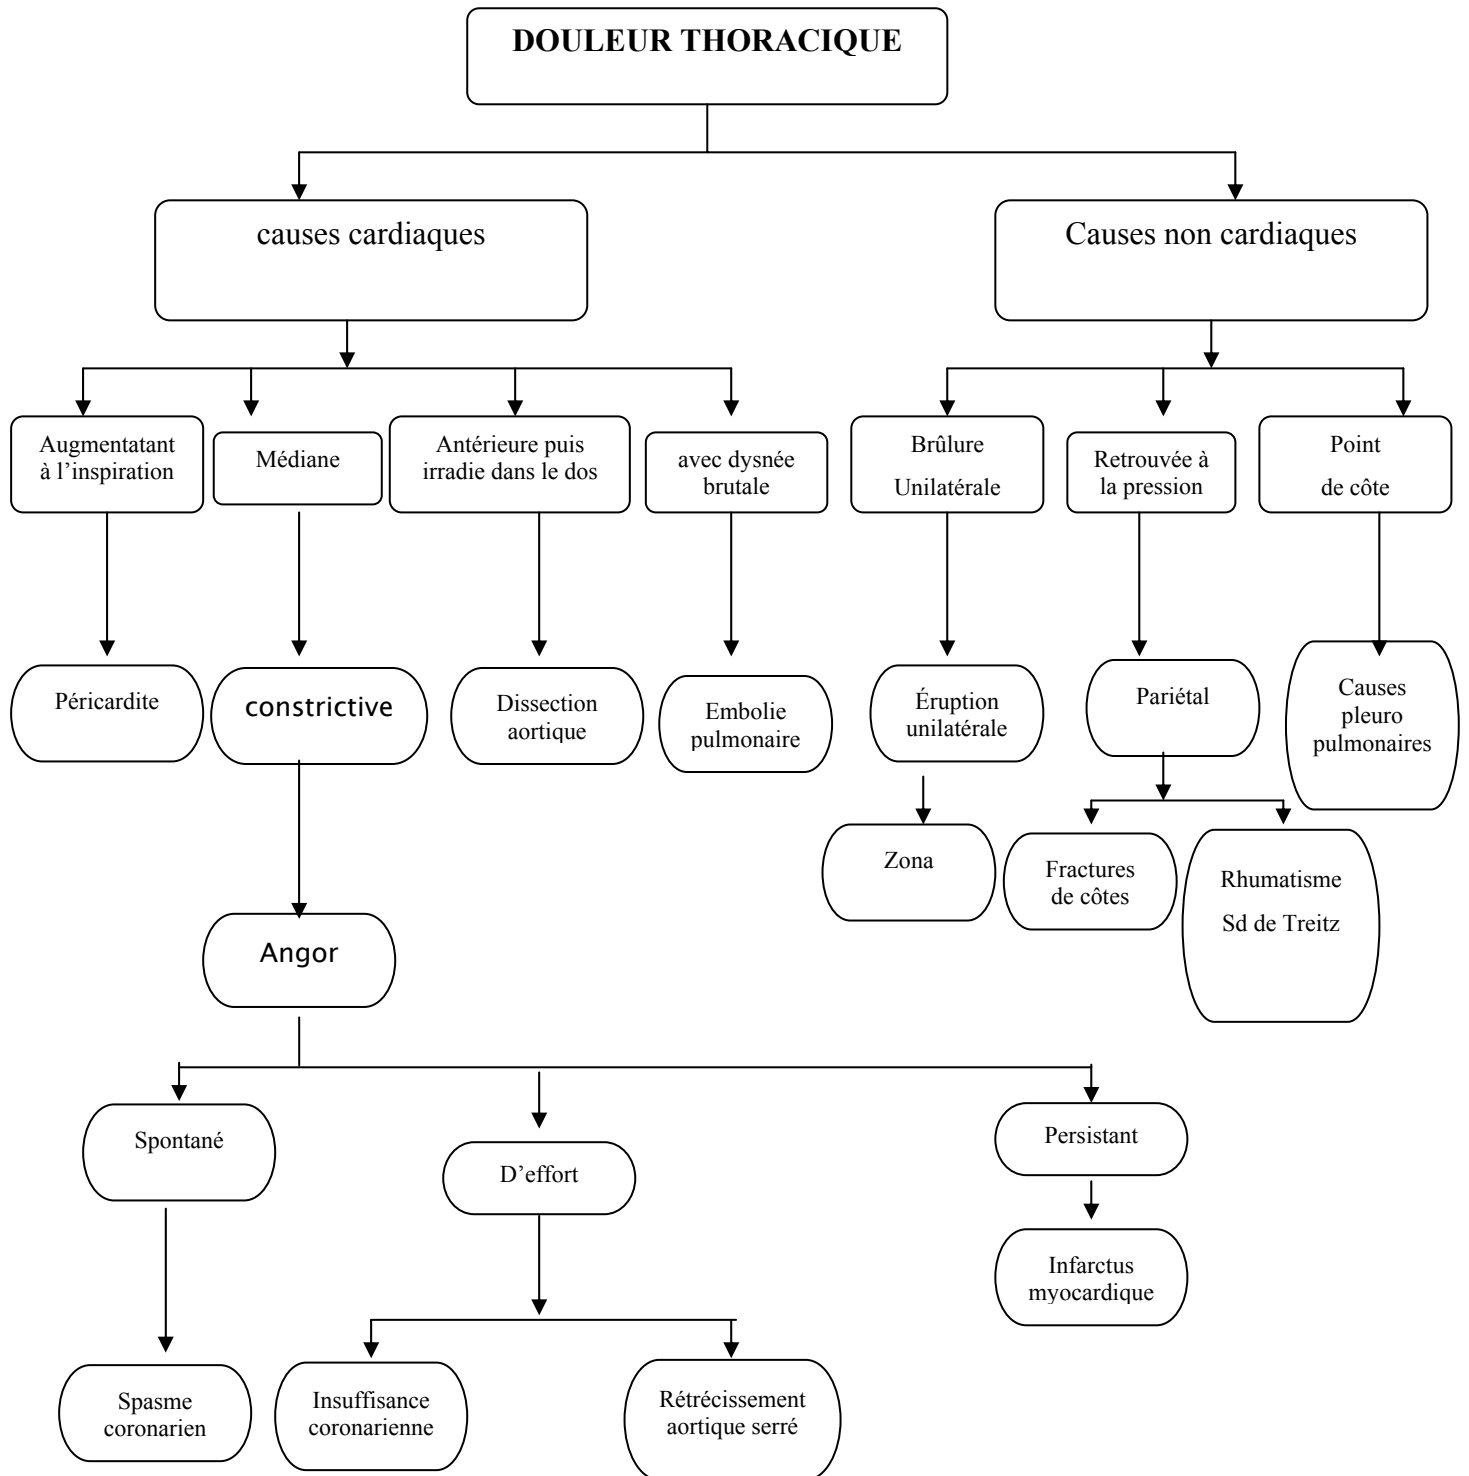 DOULEUR THORACIQUE
causes cardiaques
Causes non cardiaques
Augmentatant
à l’inspiration
Médiane
Antérieure puis
irradie dans le dos
avec dysnée
brutale
Brûlure
Unilatérale
Retrouvée à
la pression
Point
de côte
Péricardite
constrictive
Dissection
aortique
Embolie
pulmonaire
Éruption
unilatérale
Pariétal
Causes
pleuro
pulmonaires
Zona
Fractures
de côtes
Rhumatisme
Sd de Treitz
Angor
Spontané
D’effort
Persistant
Infarctus
myocardique
Spasme
coronarien
Insuffisance
coronarienne
Rétrécissement
aortique serré